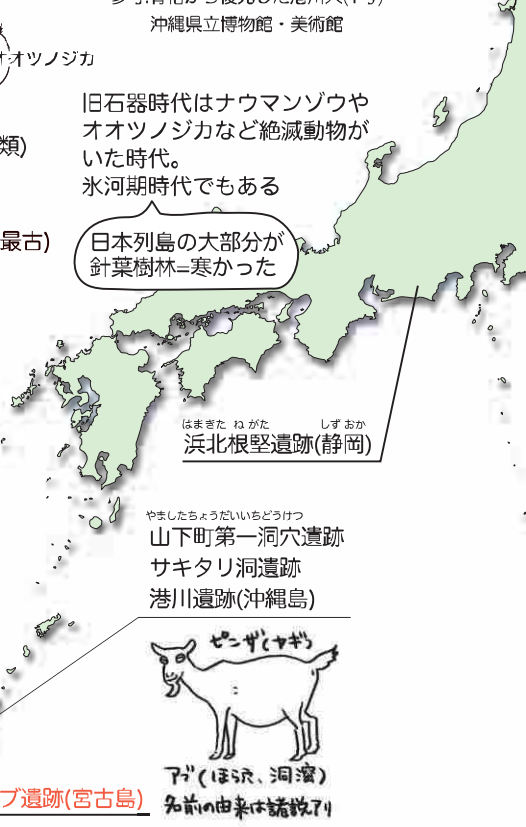 沖縄県立博物館・美術館
オオツノジカ
旧石器時代はナウマンゾウや
オオツノジカなど絶滅動物が
いた時代。
氷河期時代でもある
類)
最古)
日本列島の大部分が
針葉樹林=寒かった
はまきた ね がた しず おか
浜北根堅遺跡(静岡)
やましたちょうだいいちどうけつ
山下町第一洞穴遺跡
サキタリ洞遺跡
港川遺跡(沖縄島)
ピンザ(ヤギ)
アブ(ほら穴、洞窟)
ブ遺跡(宮古島)
名前の由来は諸説アリ